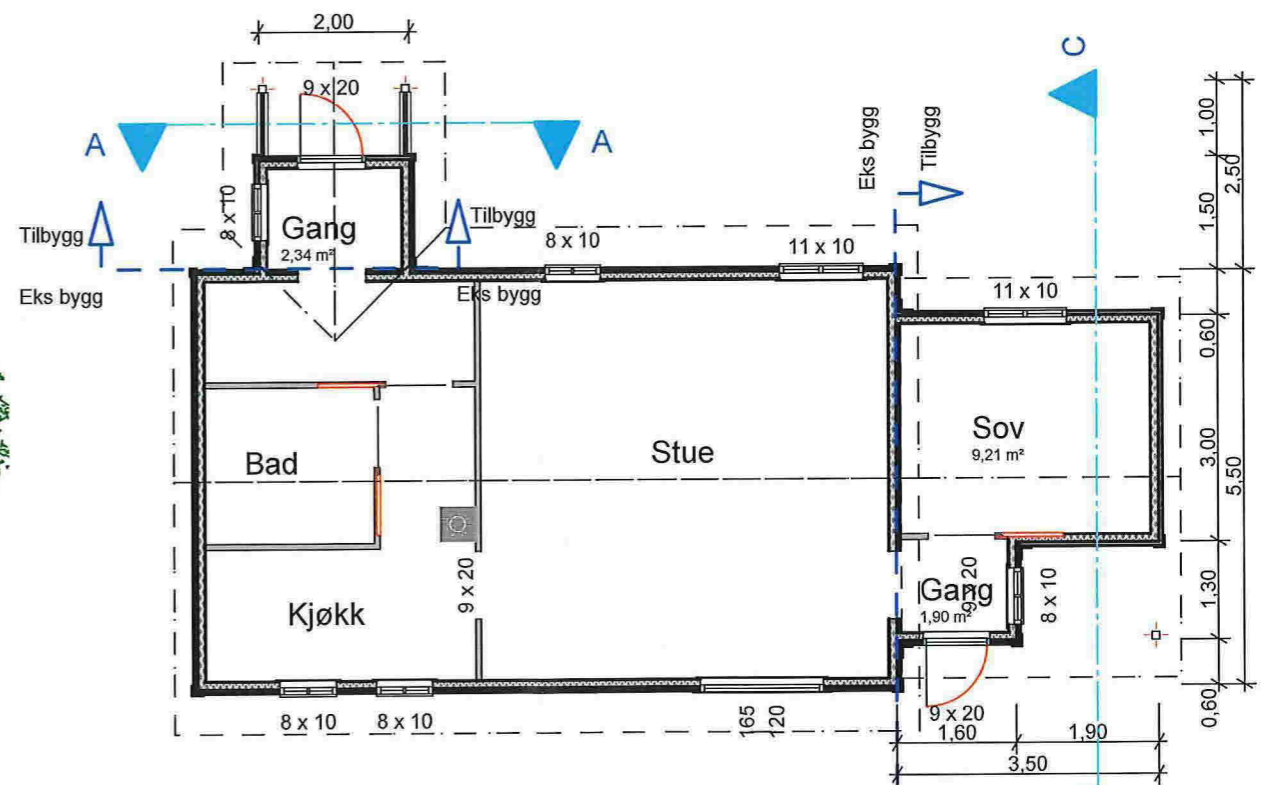 2,00
C
9 x 20
A
A
Eks bygg
Tilbygg
1,00
2,50
1,50
8 x 10
Gang
2,34 m²
Tilbygg
Tilbygg
Eks bygg
Eks bygg
8 x 10
11 x 10
11 x 10
0,60
Bad
Stue
Sov
9,21 m²
3,00
5,50
9 x 20
Kjøkk
Gang
1,90 m²
9 x 20
8 x 10
1,30
8 x 10
8 x 10
165
120
9 x 20
0,60
1,60
1,90
3,50